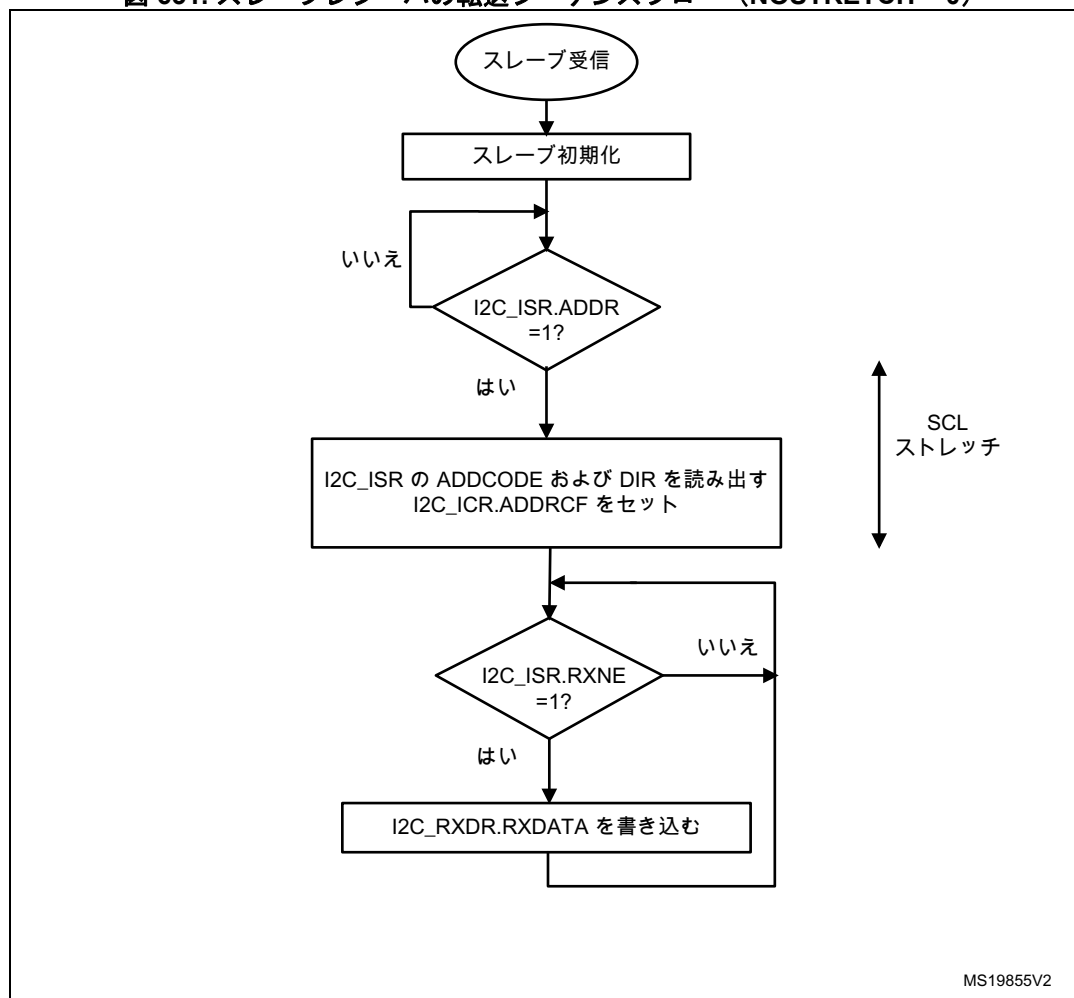 スレーブ受信
スレーブ初期化
いいえ
I2C_ISR.ADDR
=1?
はい
SCL
ストレッチ
I2C_ISR の ADDCODE および DIR を読み出す
I2C_ICR.ADDRCF をセット
いいえ
I2C_ISR.RXNE
=1?
はい
I2C_RXDR.RXDATA を書き込む
MS19855V2